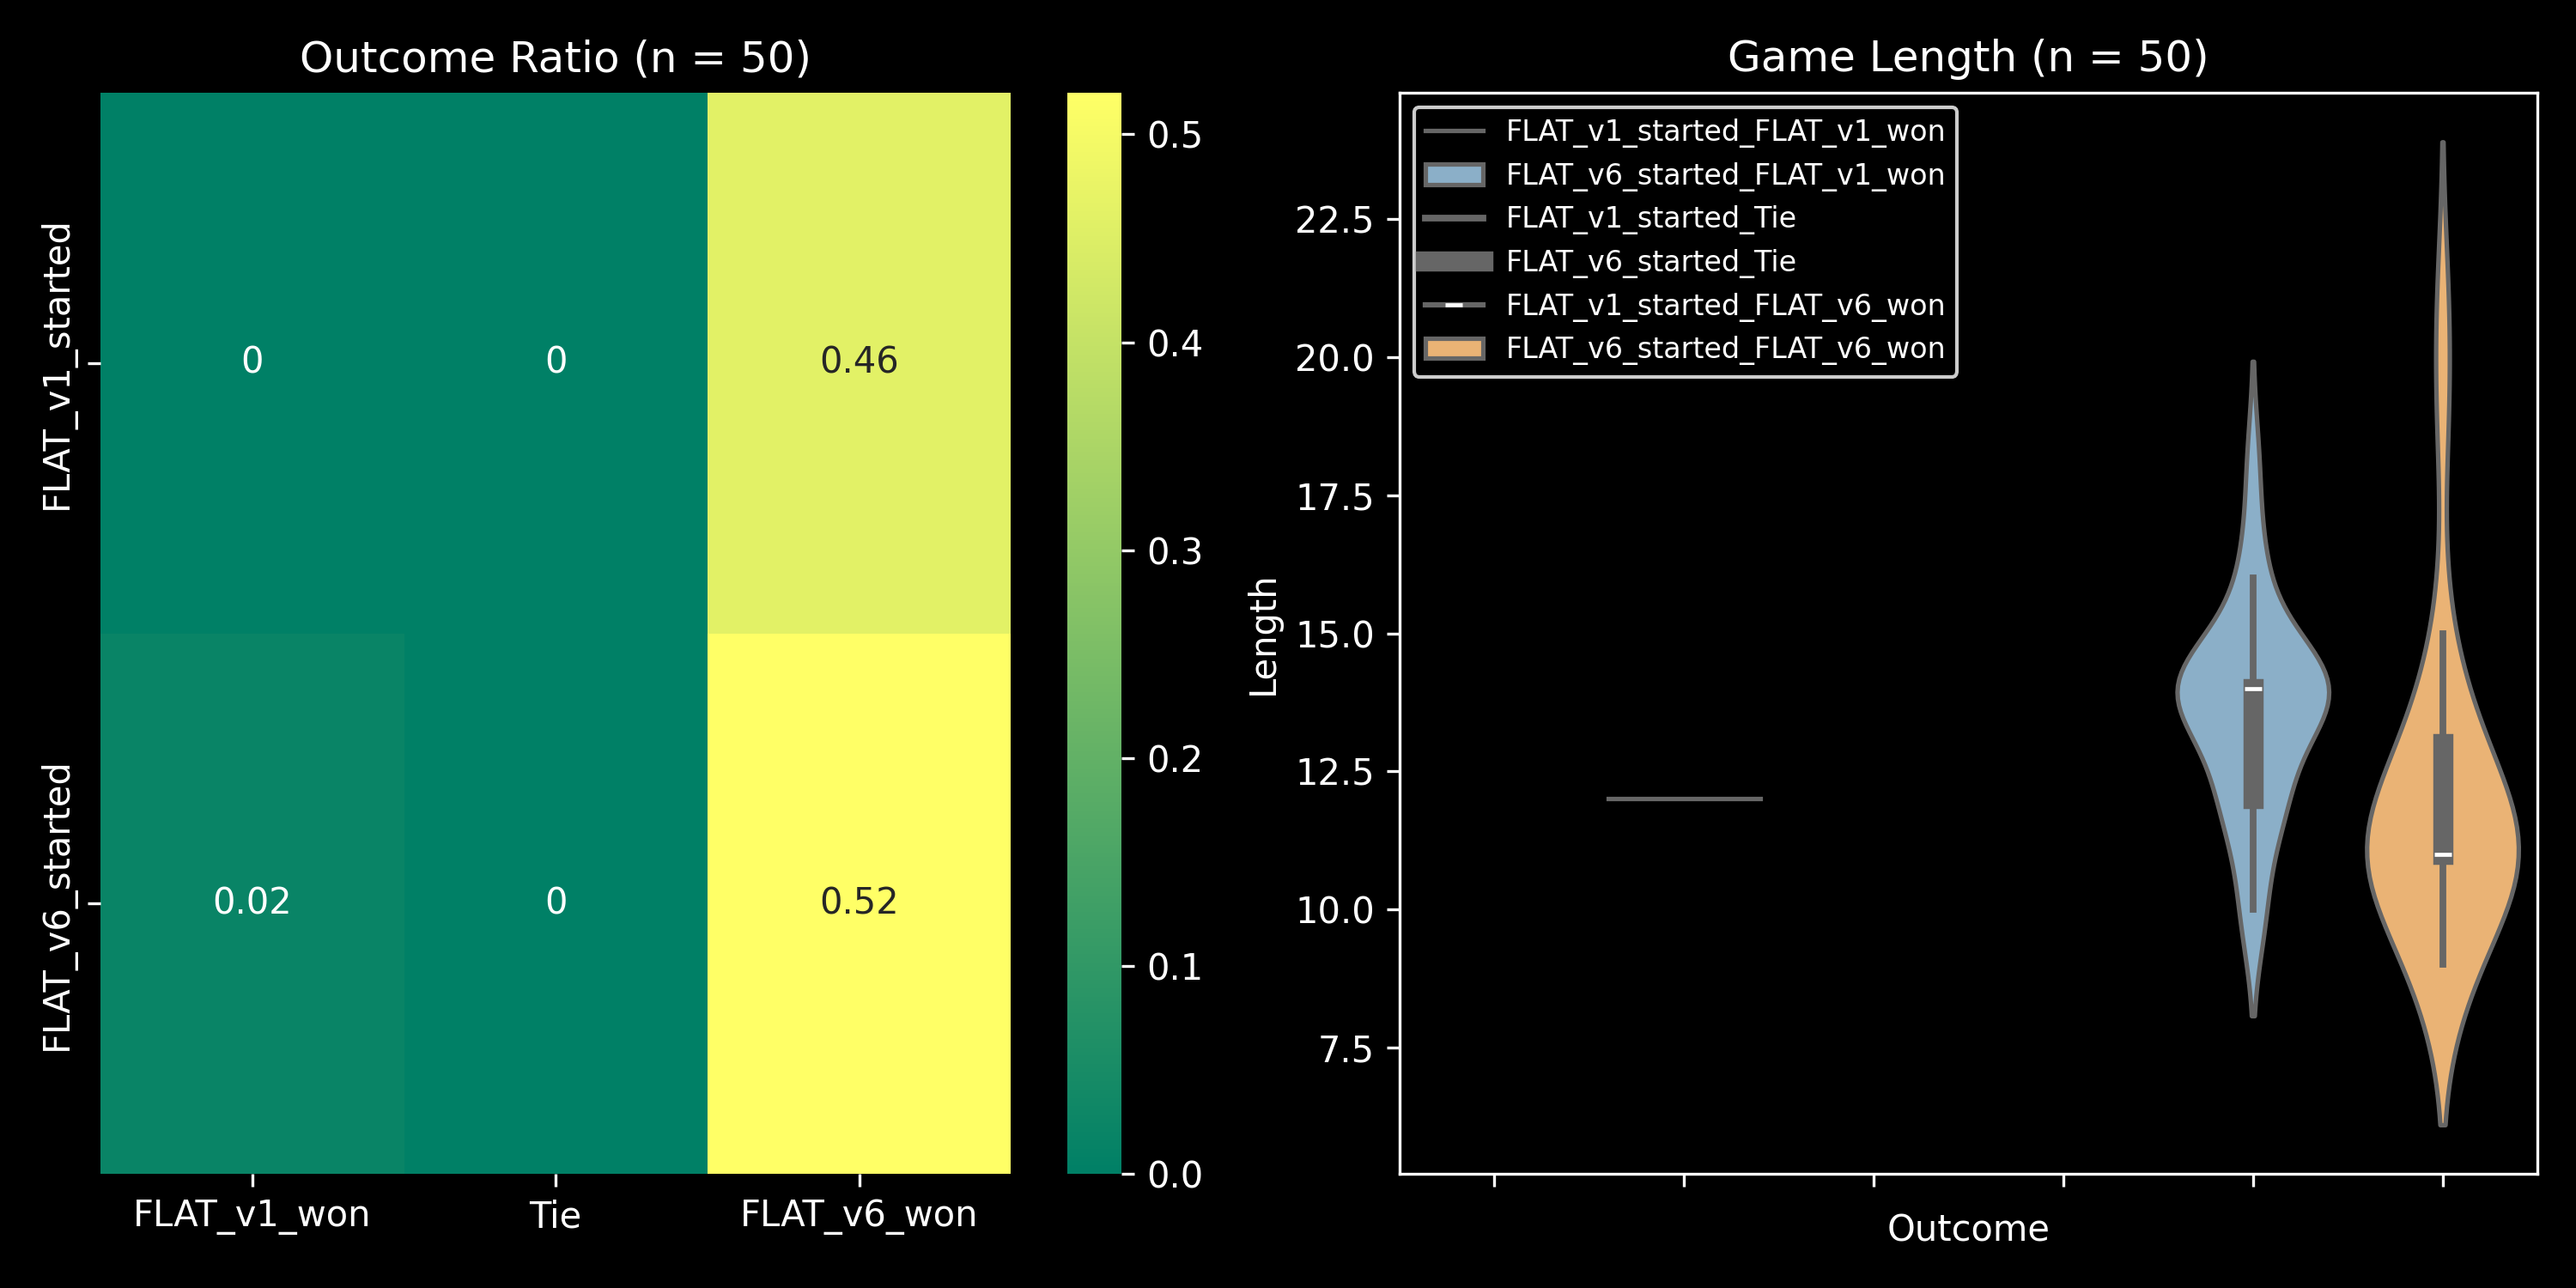 Outcome Ratio (n = 50)
FLAT_v1_started
FLAT_v6_started
0
0
0.46
0.02
0
0.52
FLAT_v1_won
Tie
FLAT_v6_won
0.5
0.4
0.3
0.2
0.1
0.0
Game Length (n = 50)
FLAT_v1_started_FLAT_v1_won
FLAT_v6_started_FLAT_v1_won
FLAT_v1_started_Tie
FLAT_v6_started_Tie
FLAT_v1_started_FLAT_v6_won
FLAT_v6_started_FLAT_v6_won
Length
22.5
20.0
17.5
15.0
12.5
10.0
7.5
Outcome